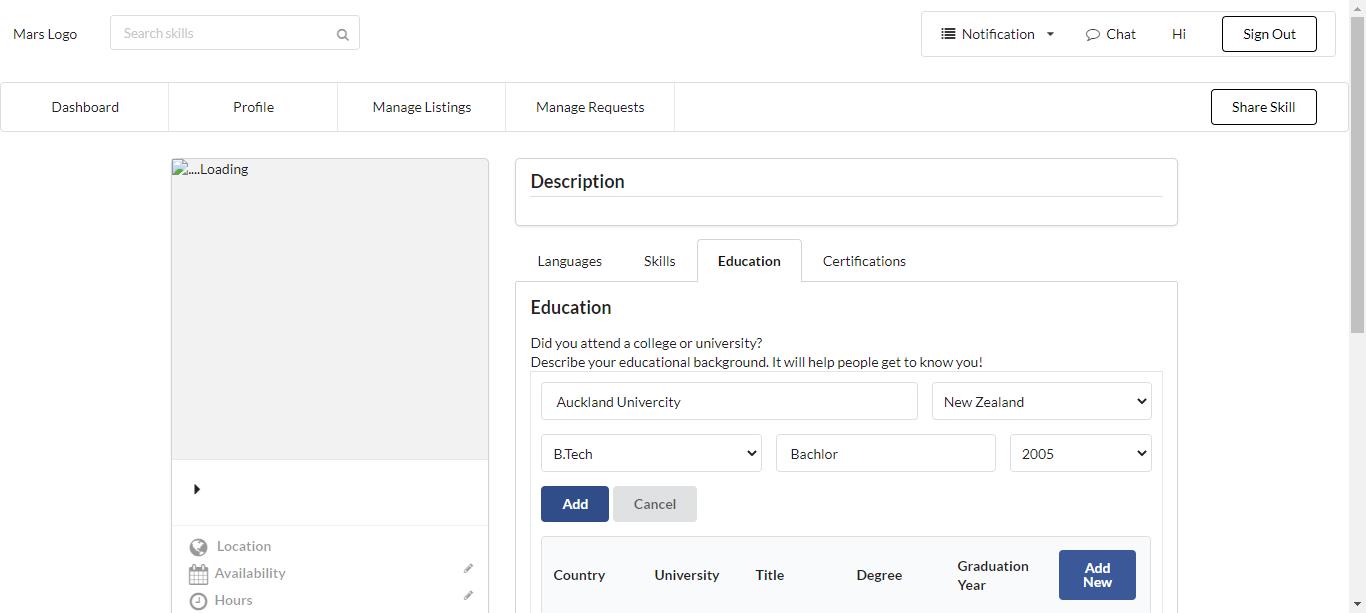 Mars Logo
Search skills
Notification
Chat
Hi
Sign Out
Dashboard
Profile
Manage Listings
Manage Requests
Share Skill
....Loading
Description
Languages
Skills
Education
Certifications
Education
Did you attend a college or university?
Describe your educational background. It will help people get to know you!
Auckland Univercity
New Zealand
B.Tech
Bachlor
2005
Add
Cancel
Country
University
Title
Degree
Graduation
Year
Add
New
Location
Availability
Hours